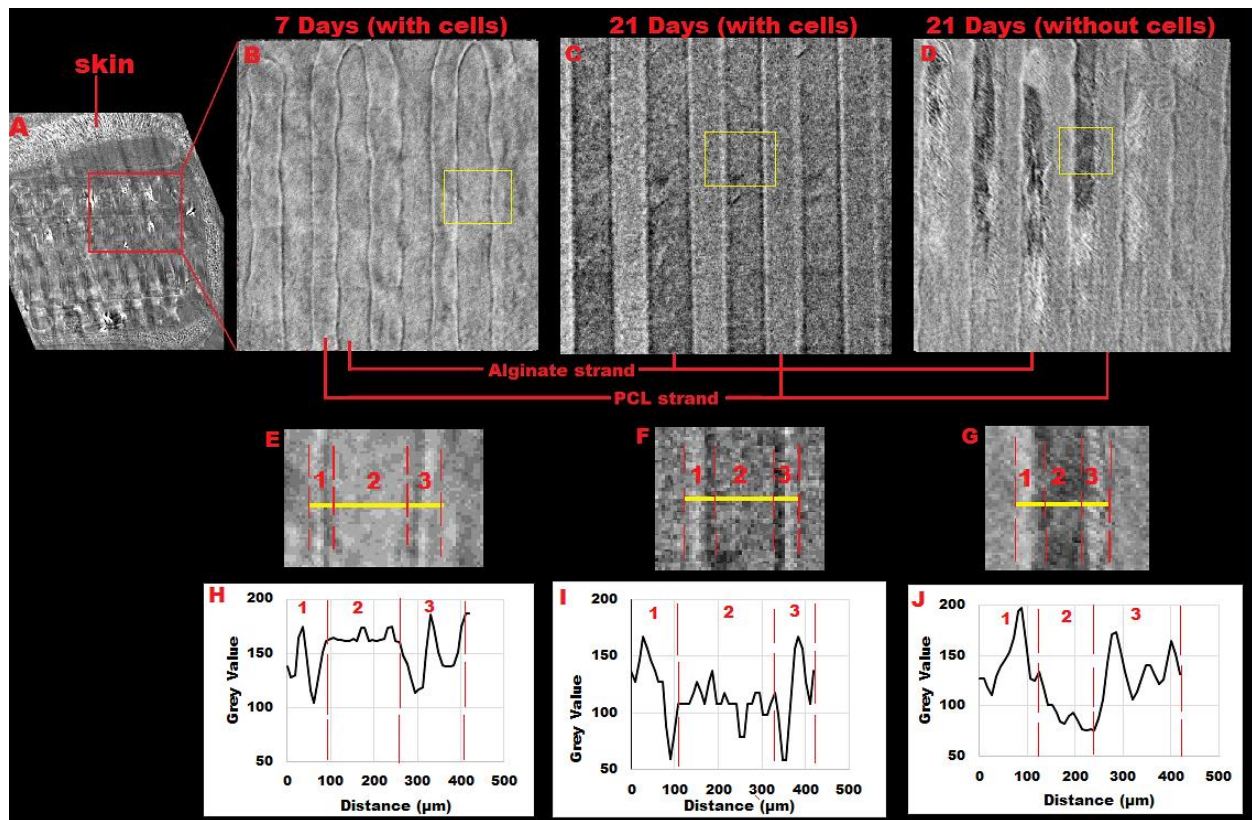 7 Days (with cells)
21 Days (with cells)
21 Days (without cells)
skin
A
B
C
D
Alginate strand
PCL strand
E
1
2
3
F
1
2
3
G
1
2
3
H
1
2
3
200
150
100
50
Grey Value
0
100
200
300
400
500
Distance (µm)
I
1
2
3
200
150
100
50
Grey Value
0
100
200
300
400
500
Distance (µm)
J
1
2
3
200
150
100
50
Grey Value
0
100
200
300
400
500
Distance (µm)